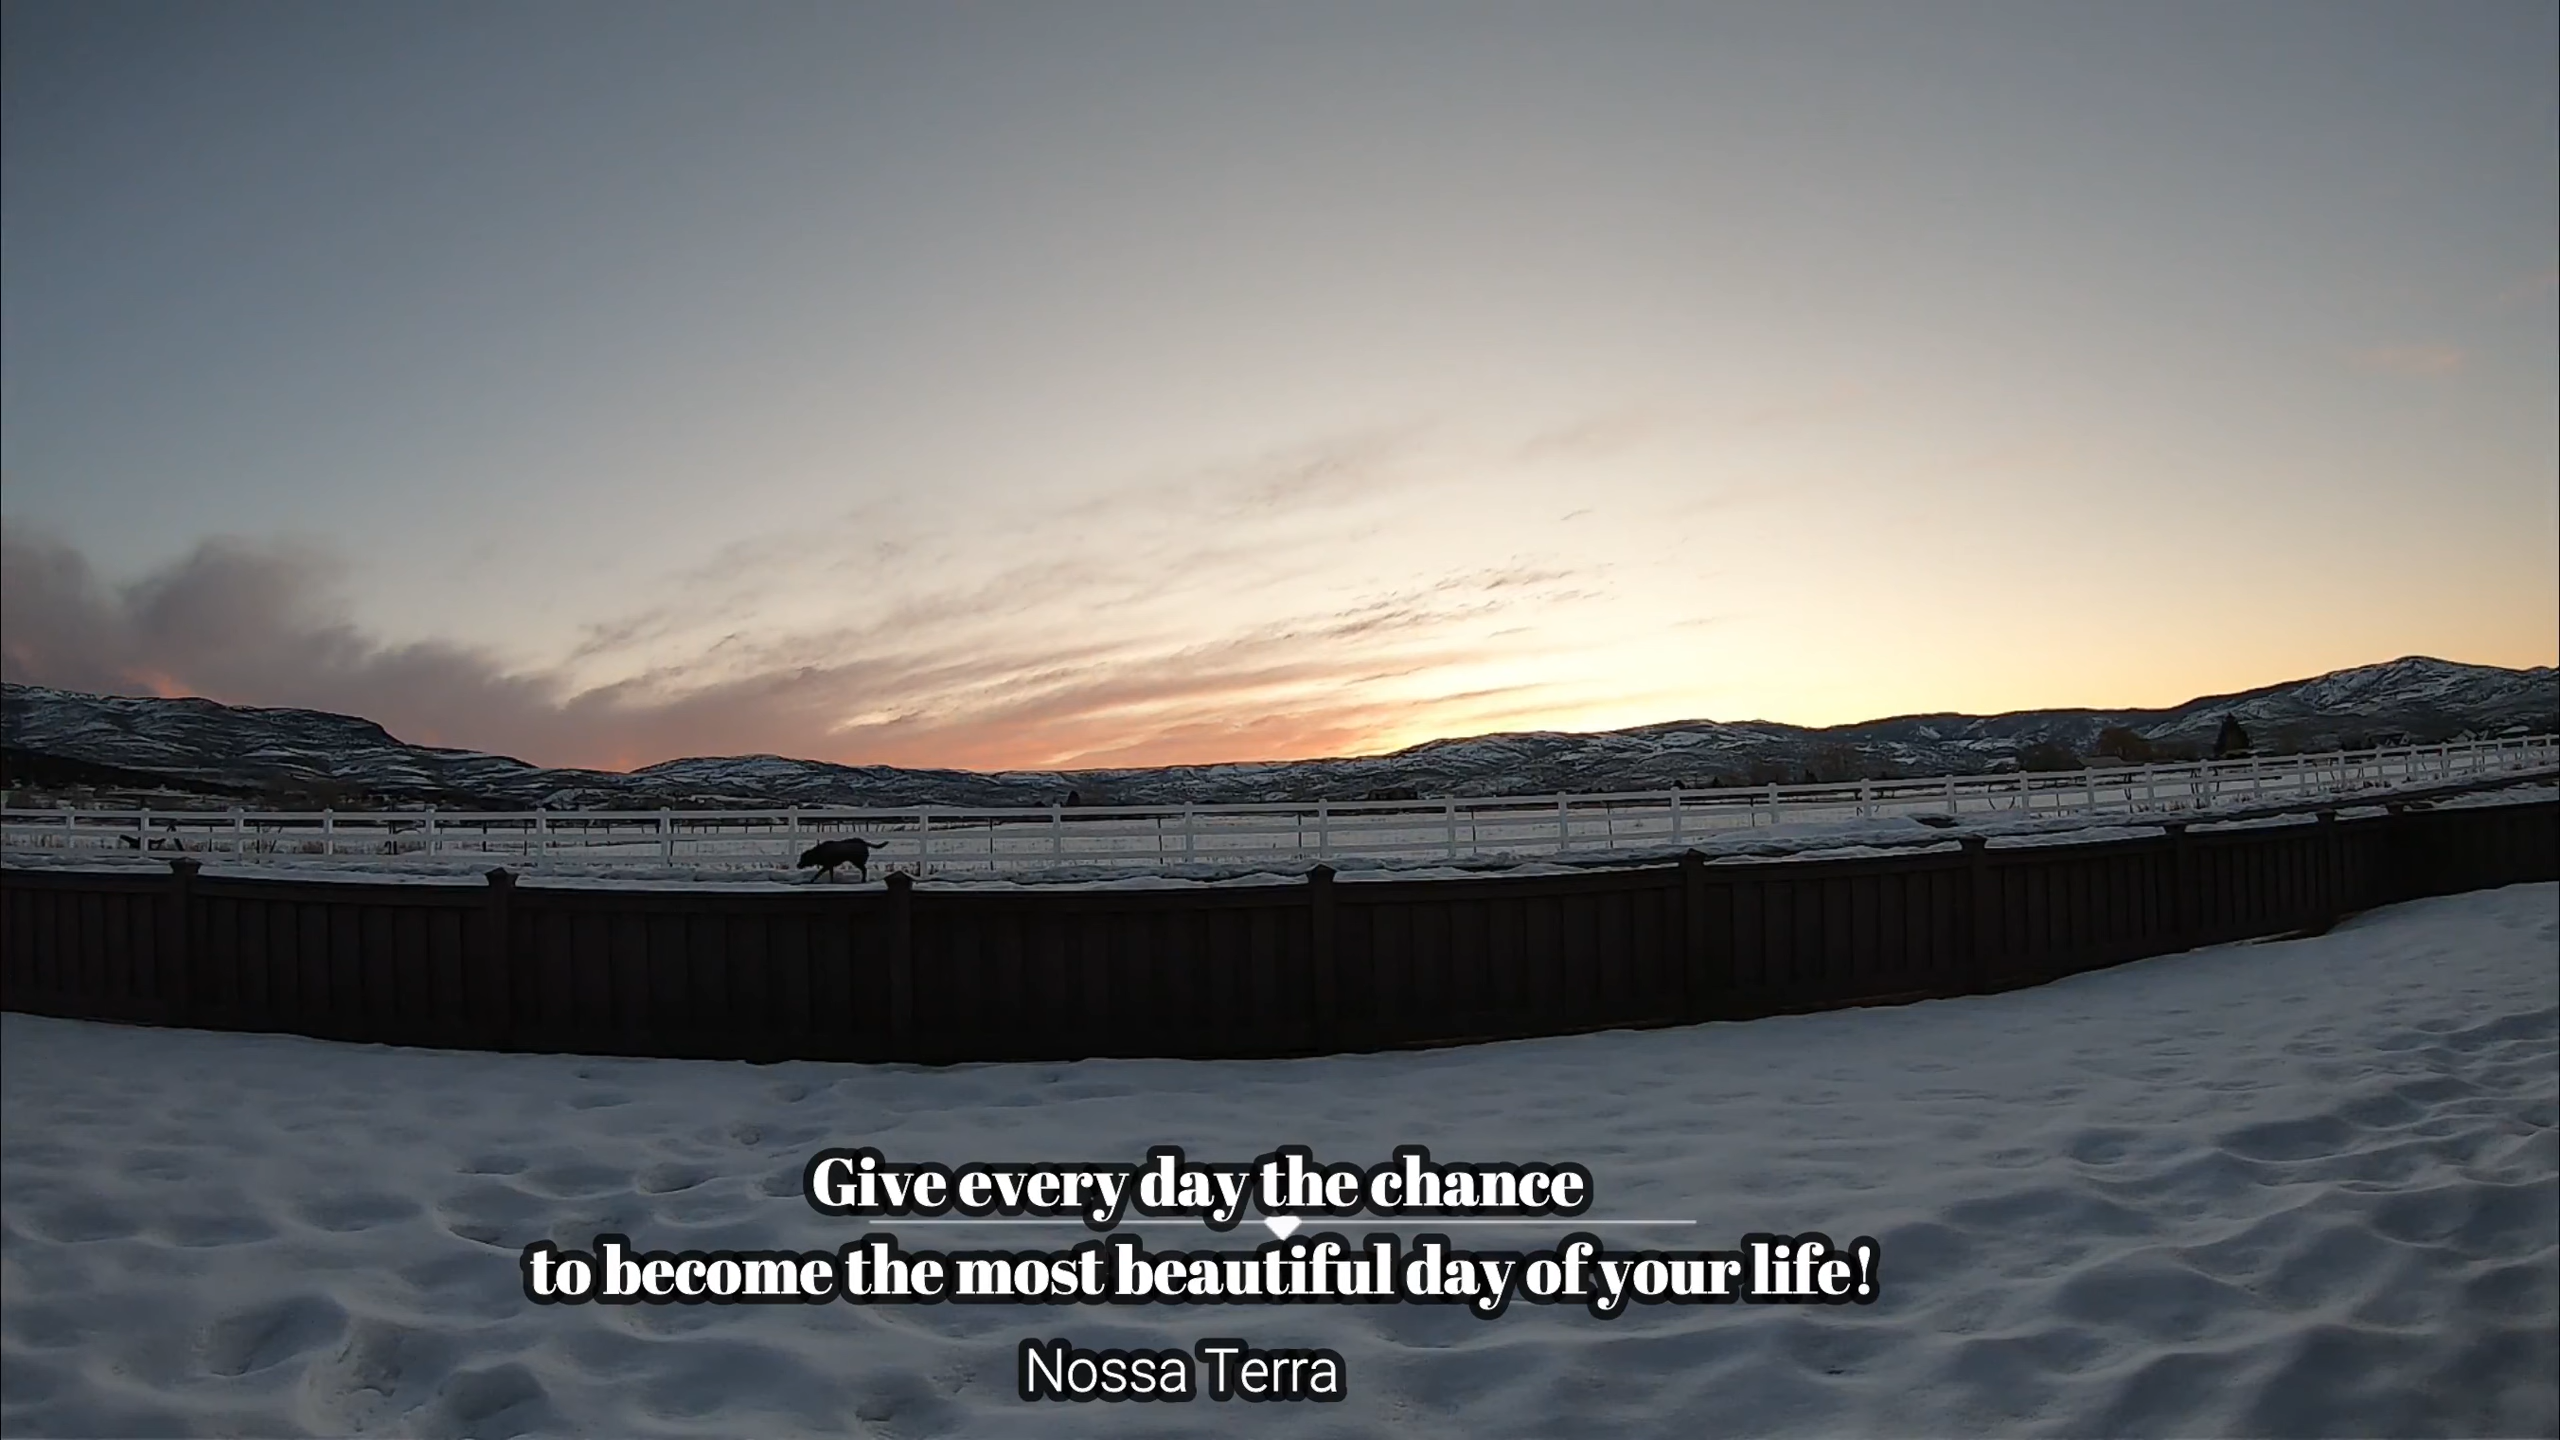 Give every day the chance
to become the most beautiful day of your life!
Nossa Terra